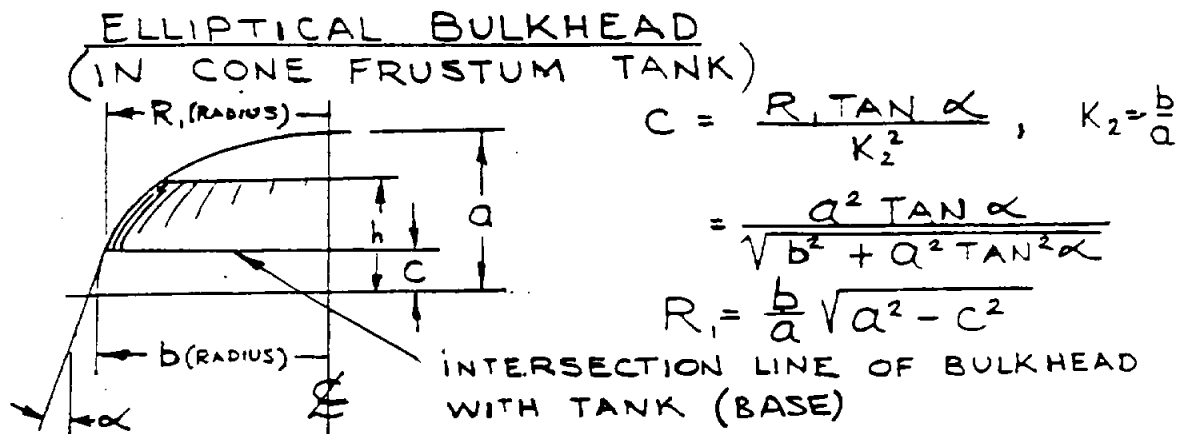 ELLIPTICAL BULKHEAD
(IN CONE FRUSTUM TANK)
R₁ (RADIUS)
C = R₁ TAN α / K₂² , K₂ = b/a
a
h
C
= a² TAN α / √(b² + a² TAN² α)
R₁ = b/a √(a² - c²)
b (RADIUS)
INTERSECTION LINE OF BULKHEAD
WITH TANK (BASE)
℄
α